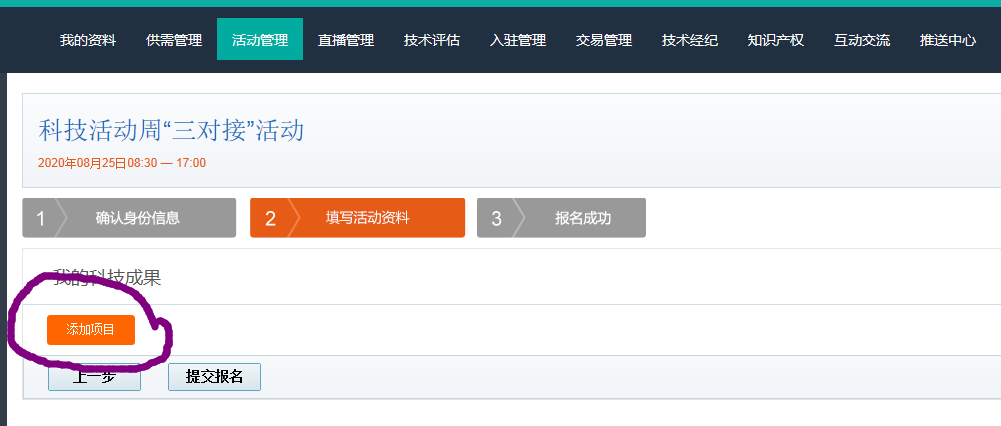 我的资料 供需管理 活动管理 直播管理 技术评估 入驻管理 交易管理 技术经纪 知识产权 互动交流 推送中心
科技活动周“三对接”活动
2020年08月25日08:30 — 17:00
1 确认身份信息 2 填写活动资料 3 报名成功
我的科技成果
添加项目
上一步 提交报名